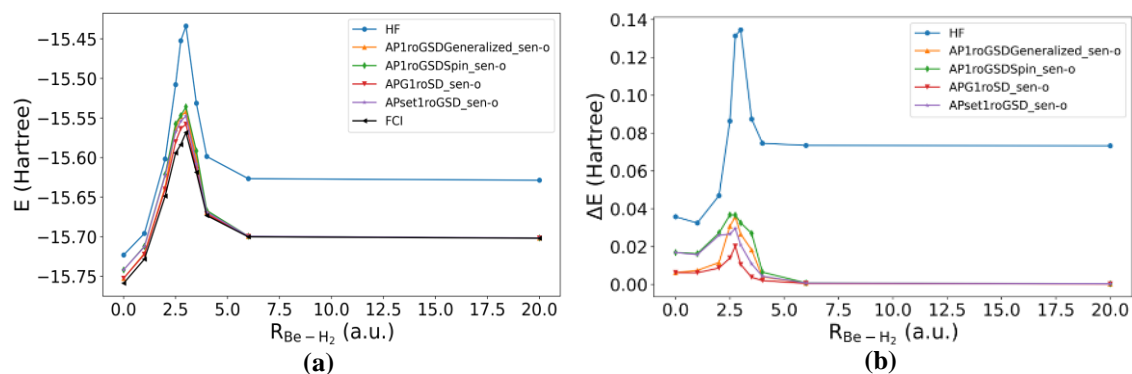 E (Hartree)
−15.45
−15.50
−15.55
−15.60
−15.65
−15.70
−15.75
HF
AP1roGSDGeneralized_sen-o
AP1roGSDSpin_sen-o
APG1roSD_sen-o
APset1roGSD_sen-o
FCI
0.0 2.5 5.0 7.5 10.0 12.5 15.0 17.5 20.0
R_Be−H₂ (a.u.)
(a)
ΔE (Hartree)
0.14
0.12
0.10
0.08
0.06
0.04
0.02
0.00
HF
AP1roGSDGeneralized_sen-o
AP1roGSDSpin_sen-o
APG1roSD_sen-o
APset1roGSD_sen-o
0.0 2.5 5.0 7.5 10.0 12.5 15.0 17.5 20.0
R_Be−H₂ (a.u.)
(b)